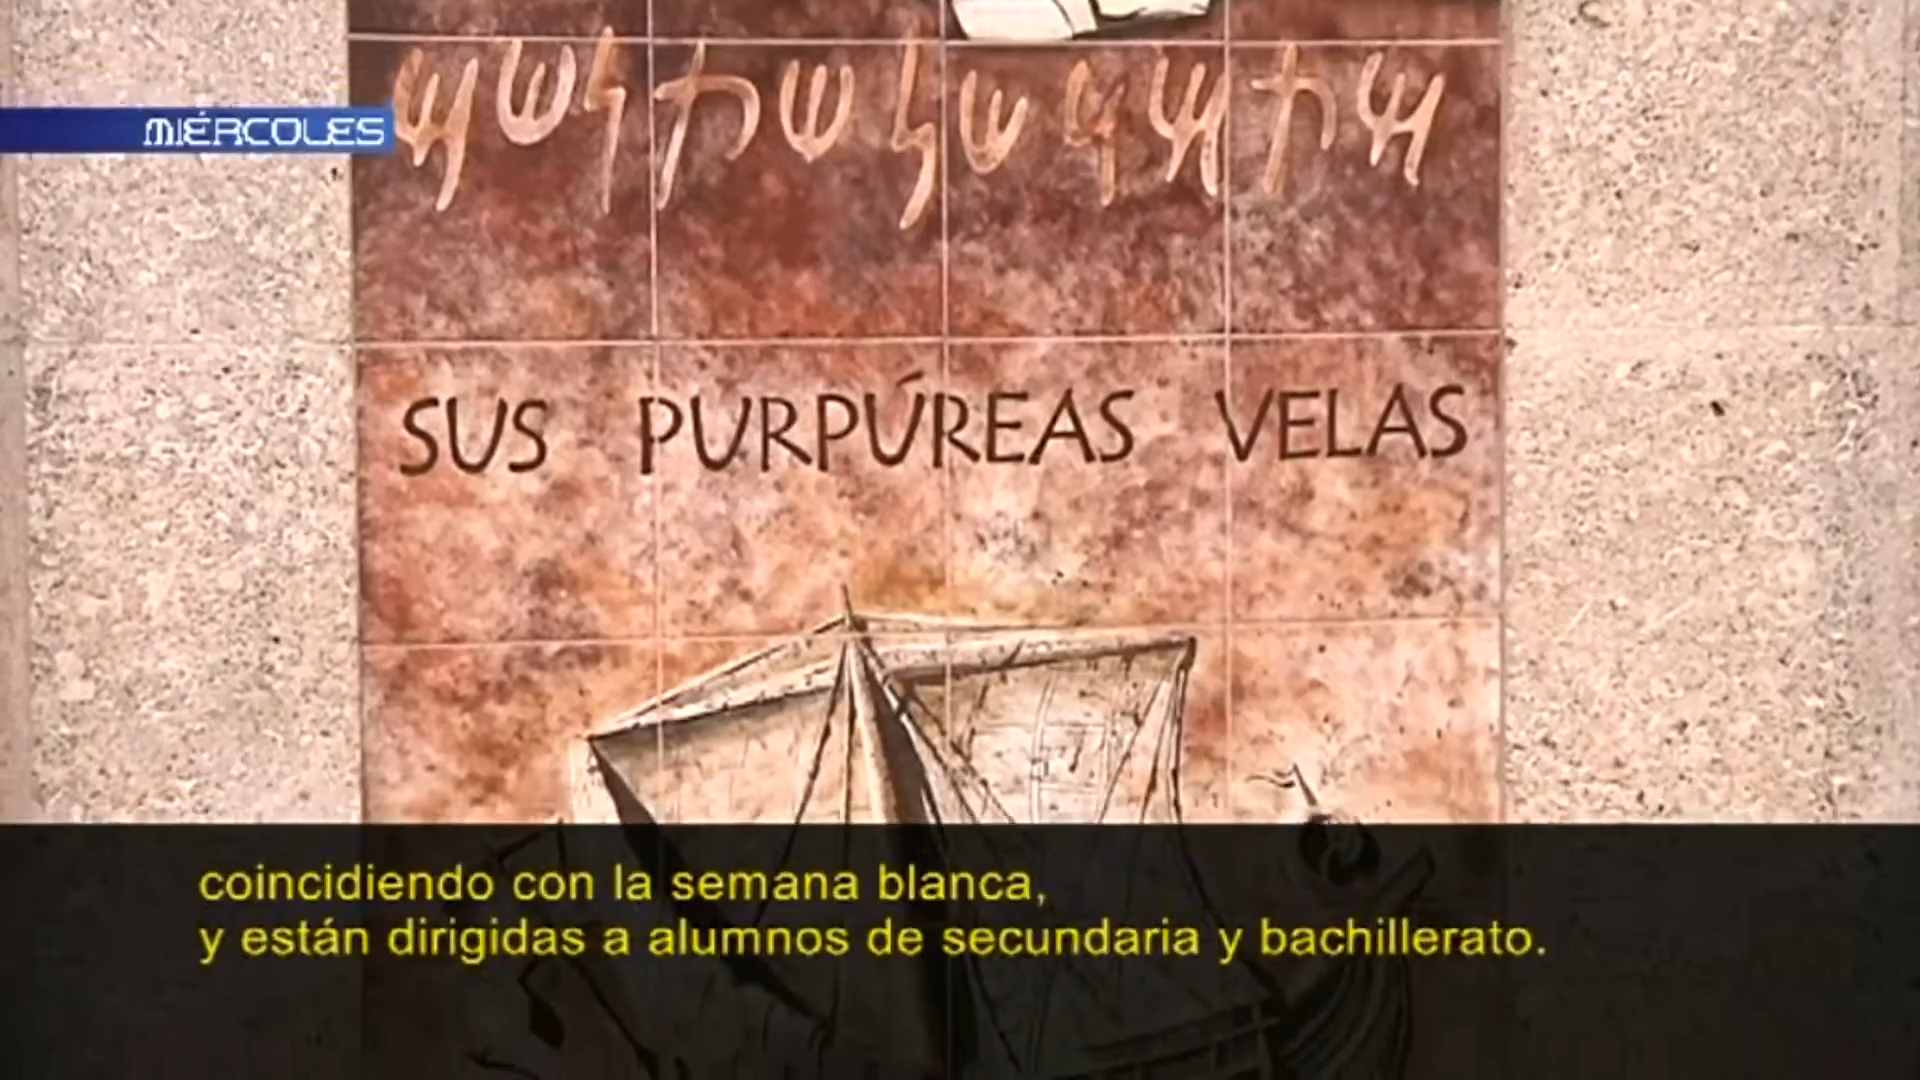 MIÉRCOLES
SUS PURPÚREAS VELAS
coincidiendo con la semana blanca,
y están dirigidas a alumnos de secundaria y bachillerato.